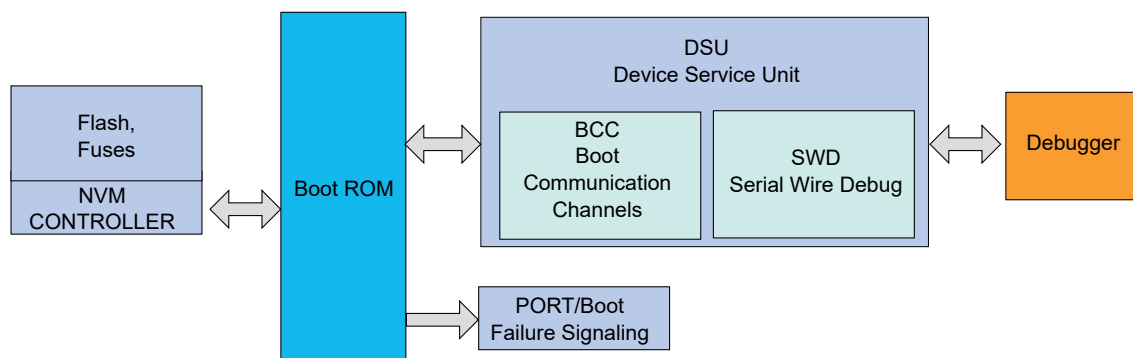 Flash,
Fuses
NVM
CONTROLLER
Boot ROM
DSU
Device Service Unit
BCC
Boot
Communication
Channels
SWD
Serial Wire Debug
Debugger
PORT/Boot
Failure Signaling